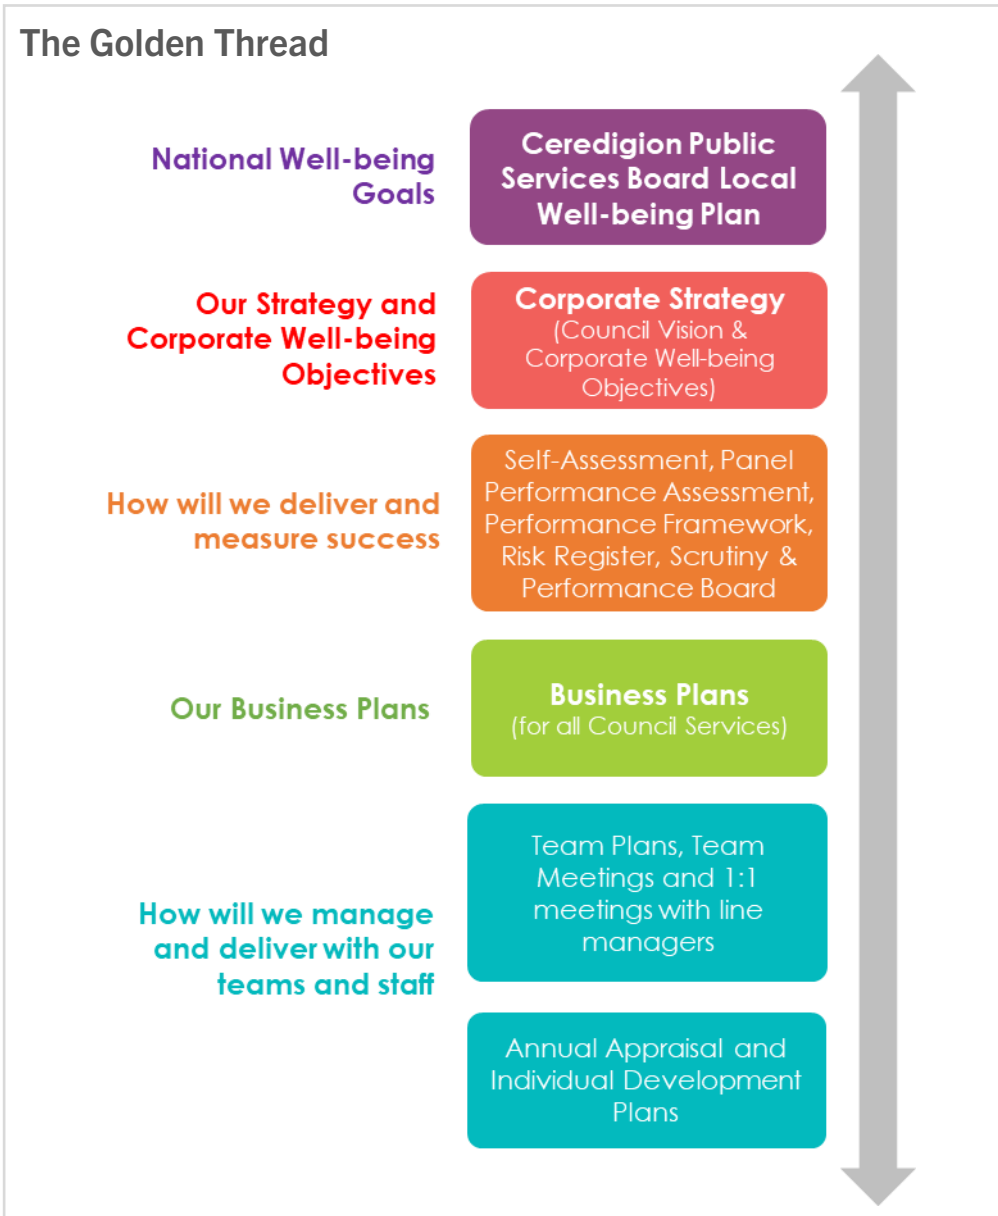 The Golden Thread
National Well-being
Goals
Ceredigion Public
Services Board Local
Well-being Plan
Our Strategy and
Corporate Well-being
Objectives
Corporate Strategy
(Council Vision &
Corporate Well-being
Objectives)
How will we deliver and
measure success
Self-Assessment, Panel
Performance Assessment,
Performance Framework,
Risk Register, Scrutiny &
Performance Board
Our Business Plans
Business Plans
(for all Council Services)
How will we manage
and deliver with our
teams and staff
Team Plans, Team
Meetings and 1:1
meetings with line
managers
Annual Appraisal and
Individual Development
Plans